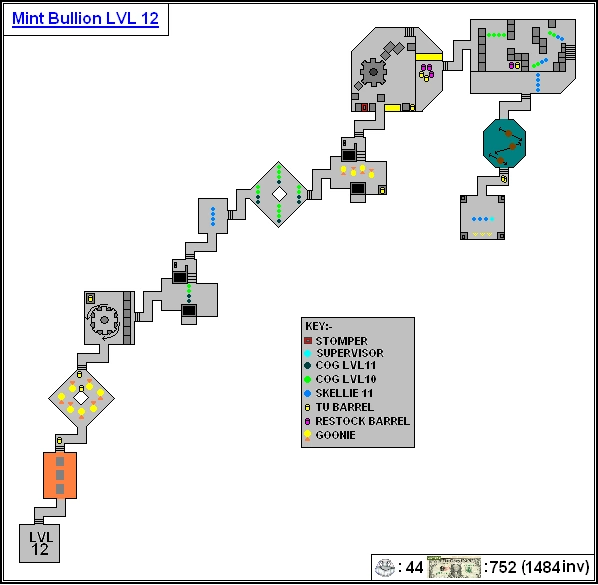 Mint Bullion LVL 12
KEY:-
STOMPER
SUPERVISOR
COG LVL11
COG LVL10
SKELLIE 11
TU BARREL
RESTOCK BARREL
GOONIE
LVL
12
: 44 :752 (1484inv)